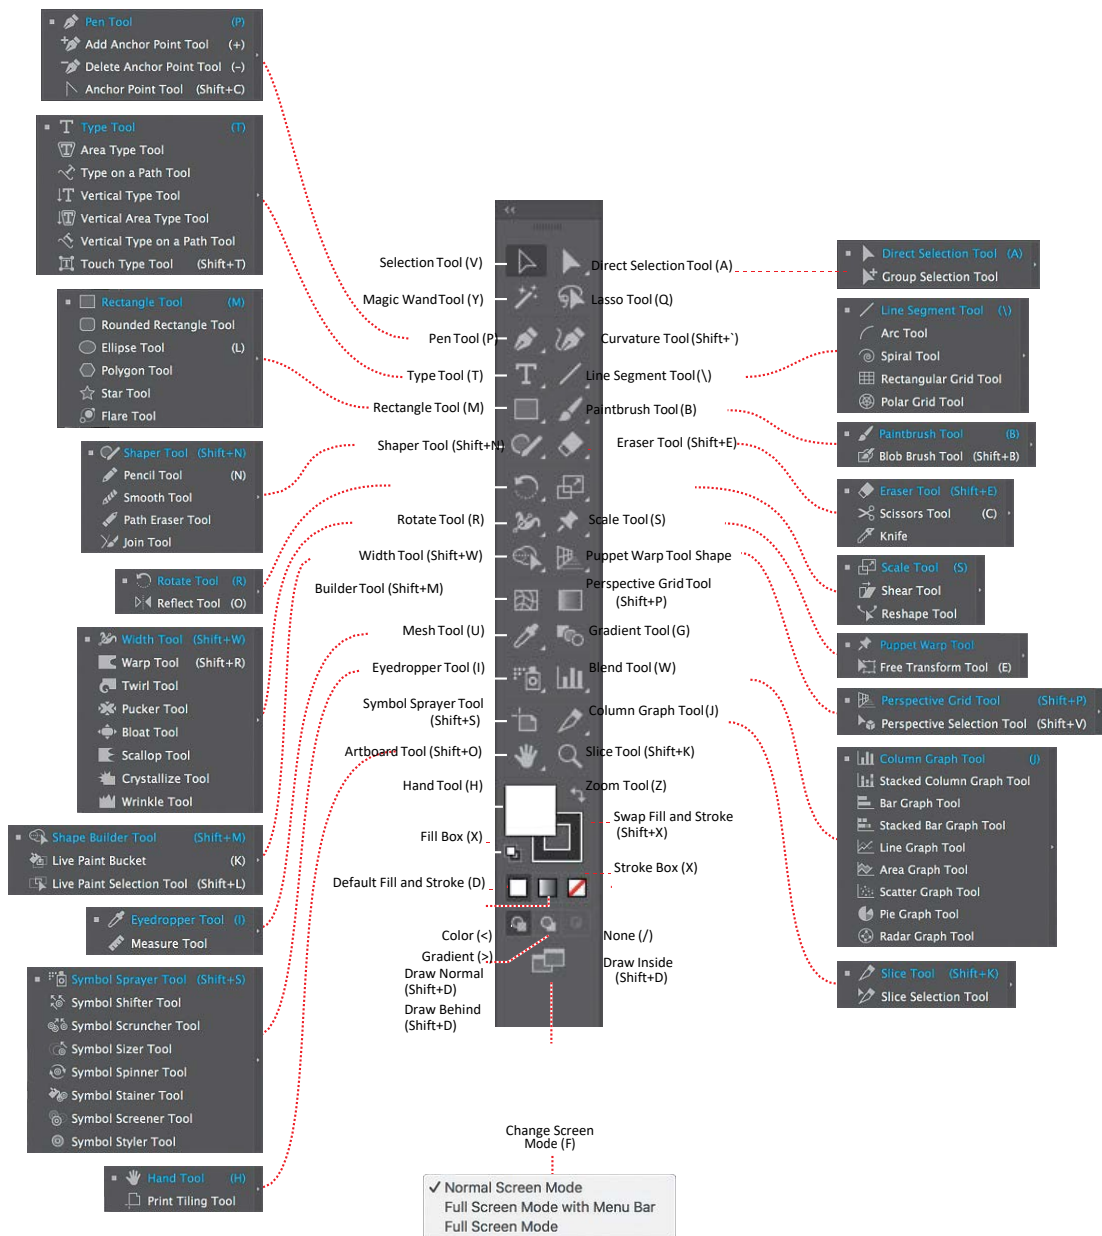 Pen Tool (P)
Add Anchor Point Tool (+)
Delete Anchor Point Tool (-)
Anchor Point Tool (Shift+C)
Type Tool (T)
Area Type Tool
Type on a Path Tool
Vertical Type Tool
Vertical Area Type Tool
Vertical Type on a Path Tool
Touch Type Tool (Shift+T)
Rectangle Tool (M)
Rounded Rectangle Tool
Ellipse Tool (L)
Polygon Tool
Star Tool
Flare Tool
Shaper Tool (Shift+N)
Pencil Tool (N)
Smooth Tool
Path Eraser Tool
Join Tool
Rotate Tool (R)
Reflect Tool (O)
Width Tool (Shift+W)
Warp Tool (Shift+R)
Twirl Tool
Pucker Tool
Bloat Tool
Scallop Tool
Crystallize Tool
Wrinkle Tool
Shape Builder Tool (Shift+M)
Live Paint Bucket (K)
Live Paint Selection Tool (Shift+L)
Eyedropper Tool (I)
Measure Tool
Symbol Sprayer Tool (Shift+S)
Symbol Shifter Tool
Symbol Scruncher Tool
Symbol Sizer Tool
Symbol Spinner Tool
Symbol Stainer Tool
Symbol Screener Tool
Symbol Styler Tool
Hand Tool (H)
Print Tiling Tool
Selection Tool (V)
Magic Wand Tool (Y)
Pen Tool (P)
Type Tool (T)
Rectangle Tool (M)
Shaper Tool (Shift+N)
Rotate Tool (R)
Width Tool (Shift+W)
Builder Tool (Shift+M)
Mesh Tool (U)
Eyedropper Tool (I)
Symbol Sprayer Tool
(Shift+S)
Artboard Tool (Shift+O)
Hand Tool (H)
Fill Box (X)
Default Fill and Stroke (D)
Color (<)
Gradient (>)
Draw Normal
(Shift+D)
Draw Behind
(Shift+D)
Direct Selection Tool (A)
Lasso Tool (Q)
Curvature Tool (Shift+`)
Line Segment Tool (\)
Paintbrush Tool (B)
Eraser Tool (Shift+E)
Scale Tool (S)
Puppet Warp Tool Shape
Perspective Grid Tool
(Shift+P)
Gradient Tool (G)
Blend Tool (W)
Column Graph Tool (J)
Slice Tool (Shift+K)
Zoom Tool (Z)
Swap Fill and Stroke
(Shift+X)
Stroke Box (X)
None (/)
Draw Inside
(Shift+D)
Change Screen
Mode (F)
Normal Screen Mode
Full Screen Mode with Menu Bar
Full Screen Mode
Direct Selection Tool (A)
Group Selection Tool
Line Segment Tool (\)
Arc Tool
Spiral Tool
Rectangular Grid Tool
Polar Grid Tool
Paintbrush Tool (B)
Blob Brush Tool (Shift+B)
Eraser Tool (Shift+E)
Scissors Tool (C)
Knife
Scale Tool (S)
Shear Tool
Reshape Tool
Puppet Warp Tool
Free Transform Tool (E)
Perspective Grid Tool (Shift+P)
Perspective Selection Tool (Shift+V)
Column Graph Tool (J)
Stacked Column Graph Tool
Bar Graph Tool
Stacked Bar Graph Tool
Line Graph Tool
Area Graph Tool
Scatter Graph Tool
Pie Graph Tool
Radar Graph Tool
Slice Tool (Shift+K)
Slice Selection Tool